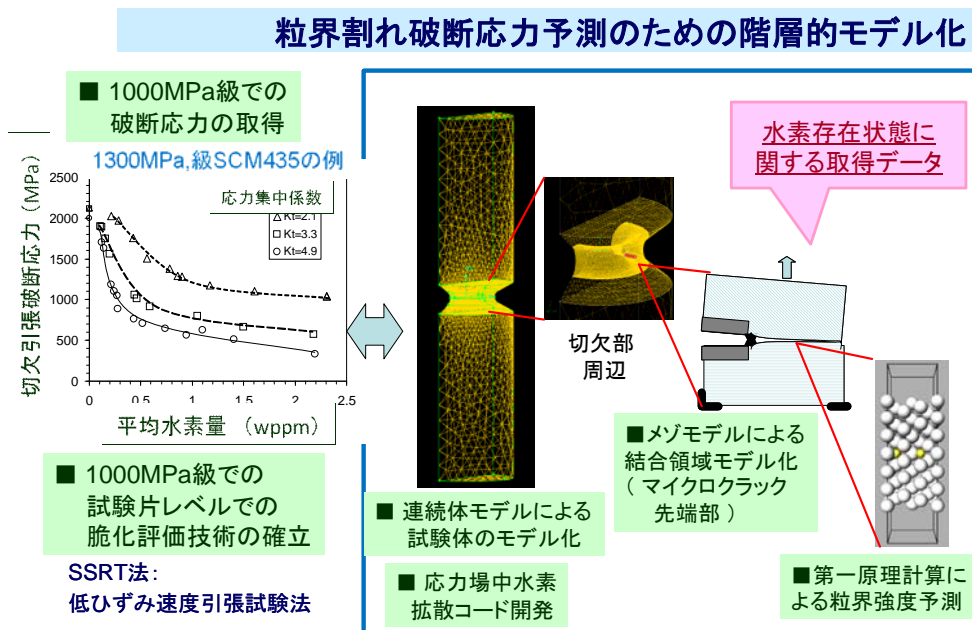 粒界割れ破断応力予測のための階層的モデル化
■ 1000MPa級での
破断応力の取得
1300MPa,級SCM435の例
切欠引張破断応力 (MPa)
2500
2000
1500
1000
500
0
応力集中係数
Kt=2.1
Kt=3.3
Kt=4.9
0
0.5
1
1.5
2
2.5
平均水素量 (wppm)
■ 1000MPa級での
試験片レベルでの
脆化評価技術の確立
SSRT法:
低ひずみ速度引張試験法
水素存在状態に
関する取得データ
切欠部
周辺
■ 連続体モデルによる
試験体のモデル化
■ 応力場中水素
拡散コード開発
■メゾモデルによる
結合領域モデル化
( マイクロクラック
先端部 )
■第一原理計算に
よる粒界強度予測